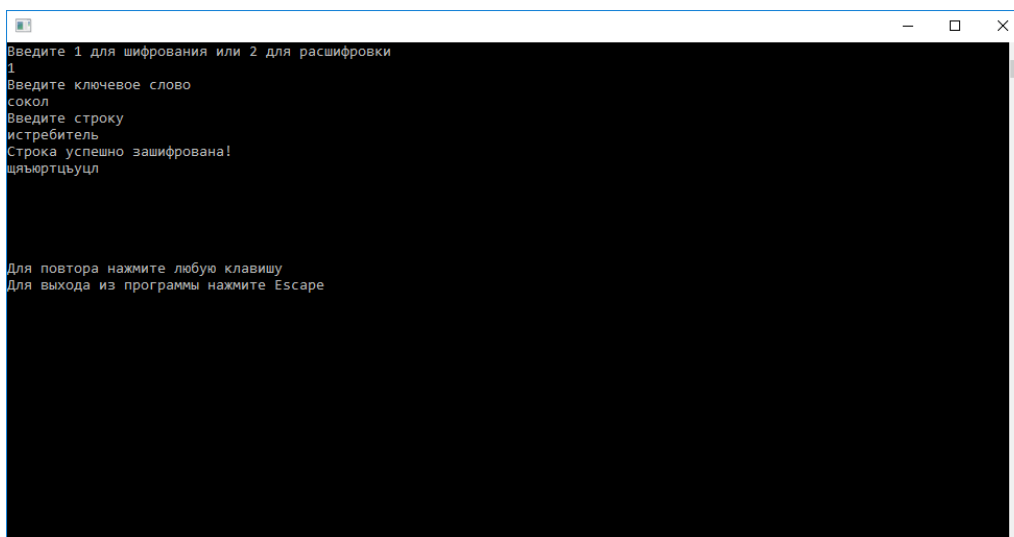 Введите 1 для шифрования или 2 для расшифровки
1
Введите ключевое слово
сокол
Введите строку
истребитель
Строка успешно зашифрована!
щяъюртцъуцл
Для повтора нажмите любую клавишу
Для выхода из программы нажмите Escape